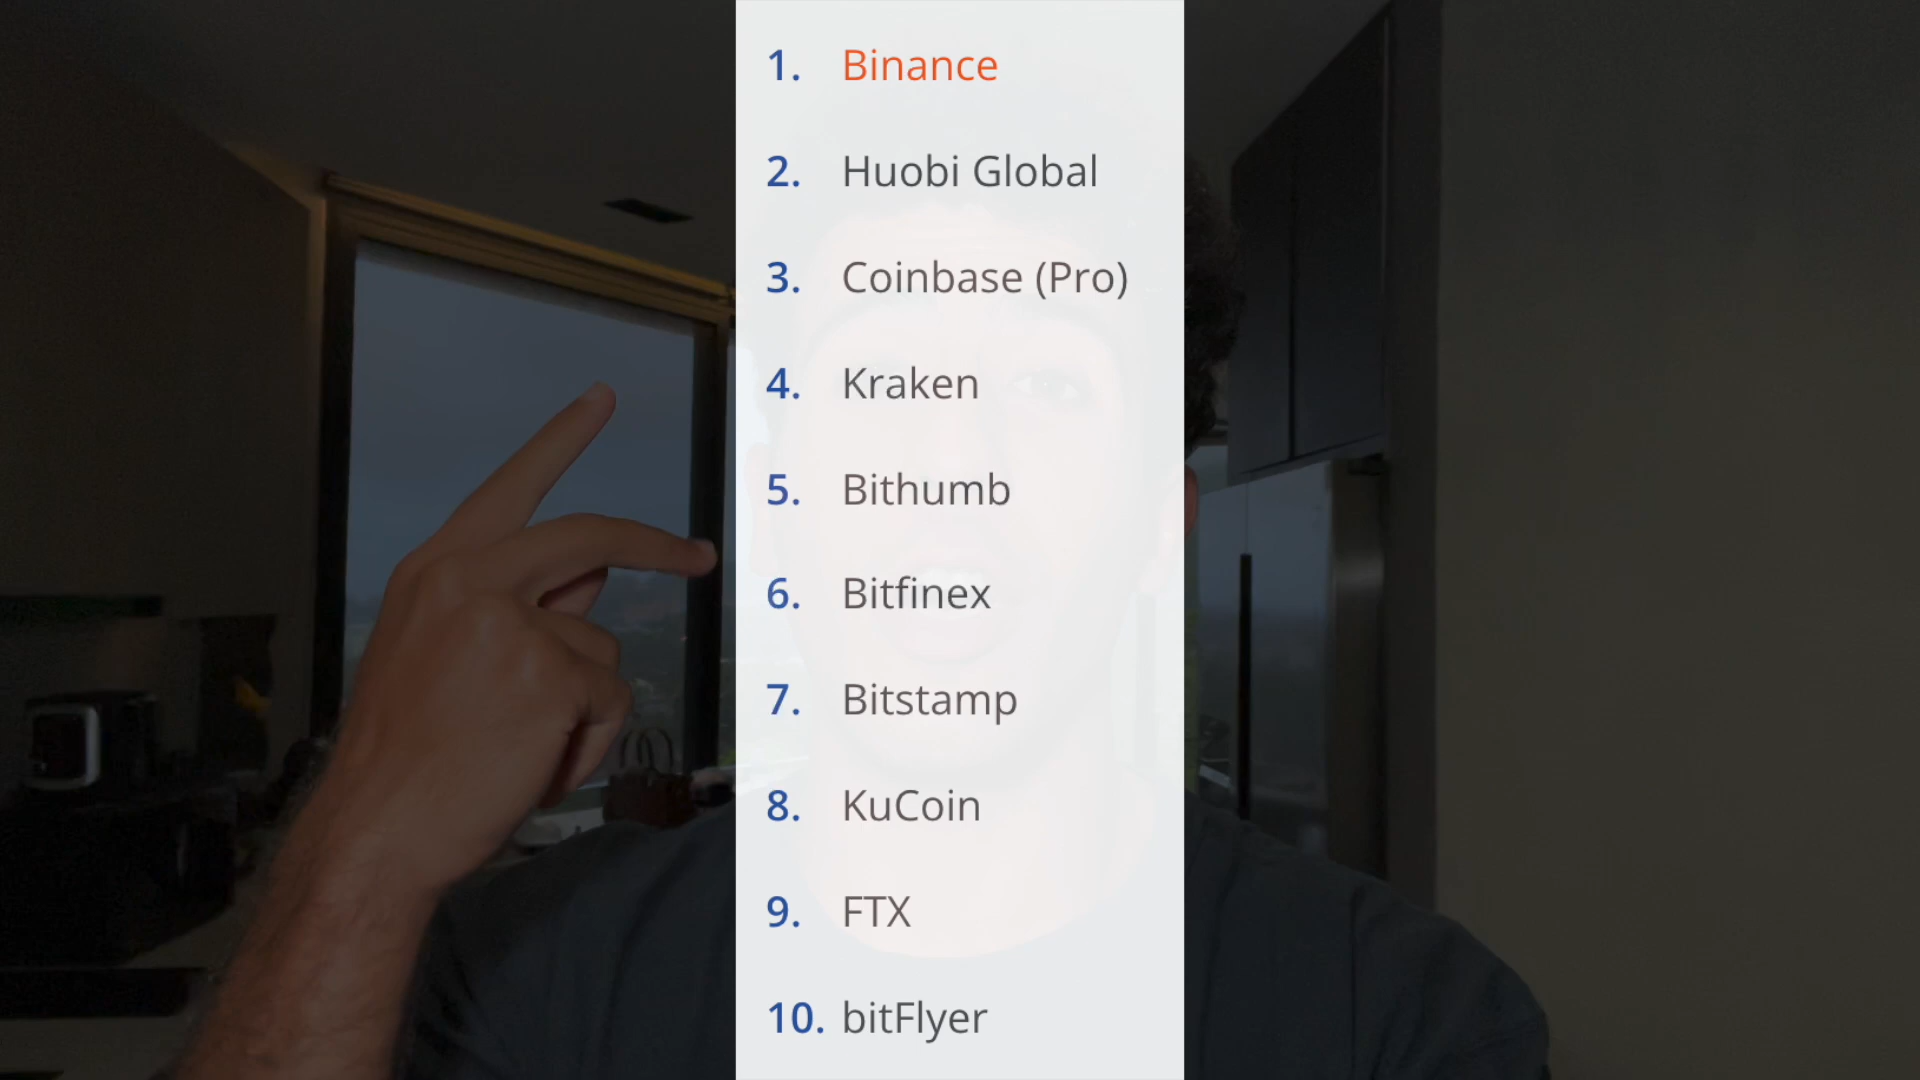 1. Binance
2. Huobi Global
3. Coinbase (Pro)
4. Kraken
5. Bithumb
6. Bitfinex
7. Bitstamp
8. KuCoin
9. FTX
10. bitFlyer